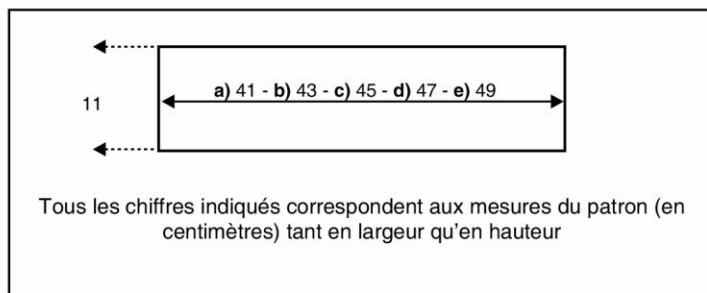 a) 41 - b) 43 - c) 45 - d) 47 - e) 49
11
Tous les chiffres indiqués correspondent aux mesures du patron (en
centimètres) tant en largeur qu'en hauteur